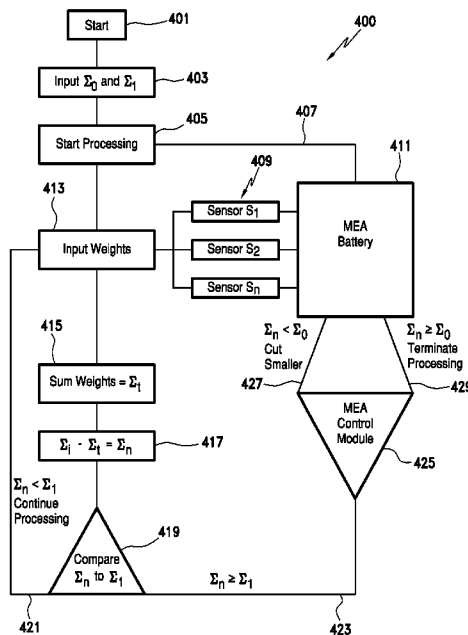 Start
401
400
Input Σ0 and Σ1
403
405
Start Processing
407
411
409
413
Sensor S1
Input Weights
Sensor S2
MEA
Battery
Sensor Sn
415
Σn < Σ0
Cut
Smaller
Σn ≥ Σ0
Terminate
Processing
Sum Weights = Σt
427
429
MEA
Control
Module
Σi - Σt = Σn
417
425
Σn < Σ1
Continue
Processing
419
Compare
Σn to Σ1
Σn ≥ Σ1
421
423